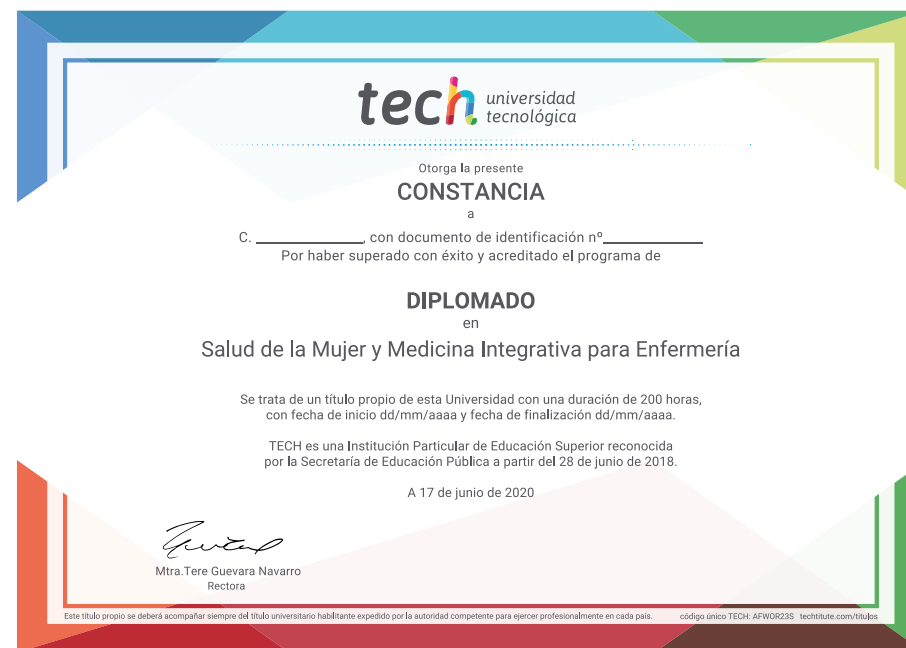 tech universidad
tecnológica
Otorga la presente
CONSTANCIA
a
C. ____________, con documento de identificación nº____________
Por haber superado con éxito y acreditado el programa de
DIPLOMADO
en
Salud de la Mujer y Medicina Integrativa para Enfermería
Se trata de un título propio de esta Universidad con una duración de 200 horas,
con fecha de inicio dd/mm/aaaa y fecha de finalización dd/mm/aaaa.
TECH es una Institución Particular de Educación Superior reconocida
por la Secretaría de Educación Pública a partir del 28 de junio de 2018.
A 17 de junio de 2020
Mtra.Tere Guevara Navarro
Rectora
Este título propio se deberá acompañar siempre del título universitario habilitante expedido por la autoridad competente para ejercer profesionalmente en cada país. código único TECH: AFWOR23S techtitute.com/titulos